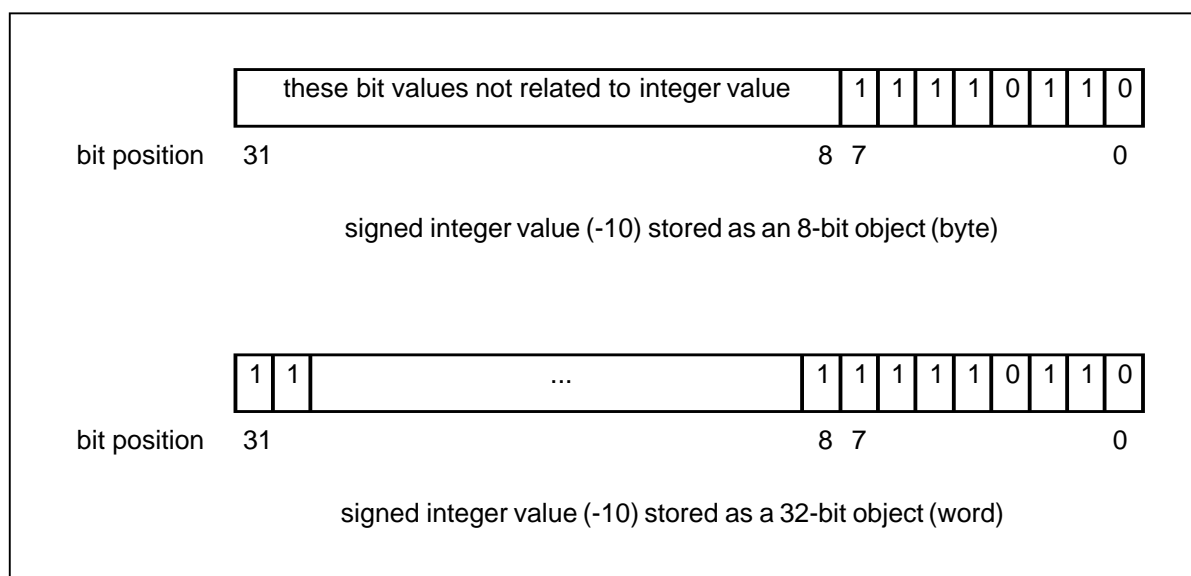 these bit values not related to integer value 1 1 1 1 0 1 1 0
bit position 31 8 7 0
signed integer value (-10) stored as an 8-bit object (byte)
1 1 ... 1 1 1 1 1 0 1 1 0
bit position 31 8 7 0
signed integer value (-10) stored as a 32-bit object (word)